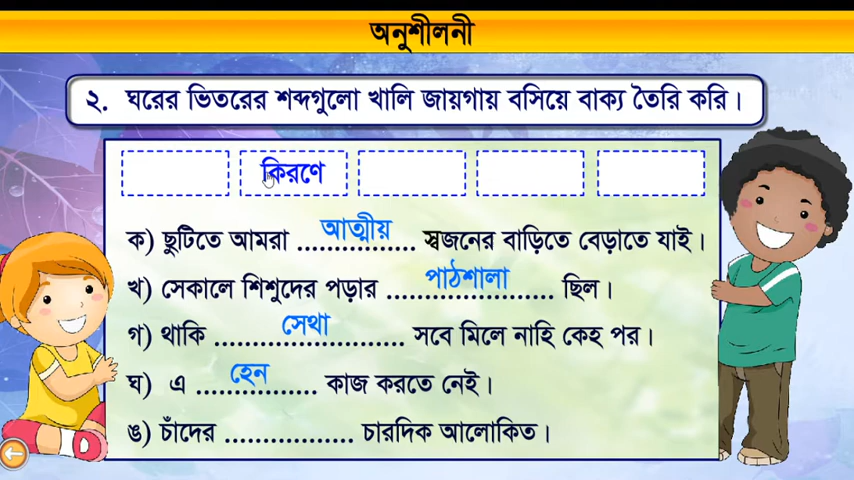 অনুশীলনী
২. ঘরের ভিতরের শব্দগুলো খালি জায়গায় বসিয়ে বাক্য তৈরি করি।
কিরণে
ক) ছুটিতে আমরা ...আত্মীয়... স্বজনের বাড়িতে বেড়াতে যাই।
খ) সেকালে শিশুদের পড়ার ...পাঠশালা... ছিল।
গ) থাকি ...সেথা... সবে মিলে নাহি কেহ পর।
ঘ) এ ...হেন... কাজ করতে নেই।
ঙ) চাঁদের .................. চারদিক আলোকিত।